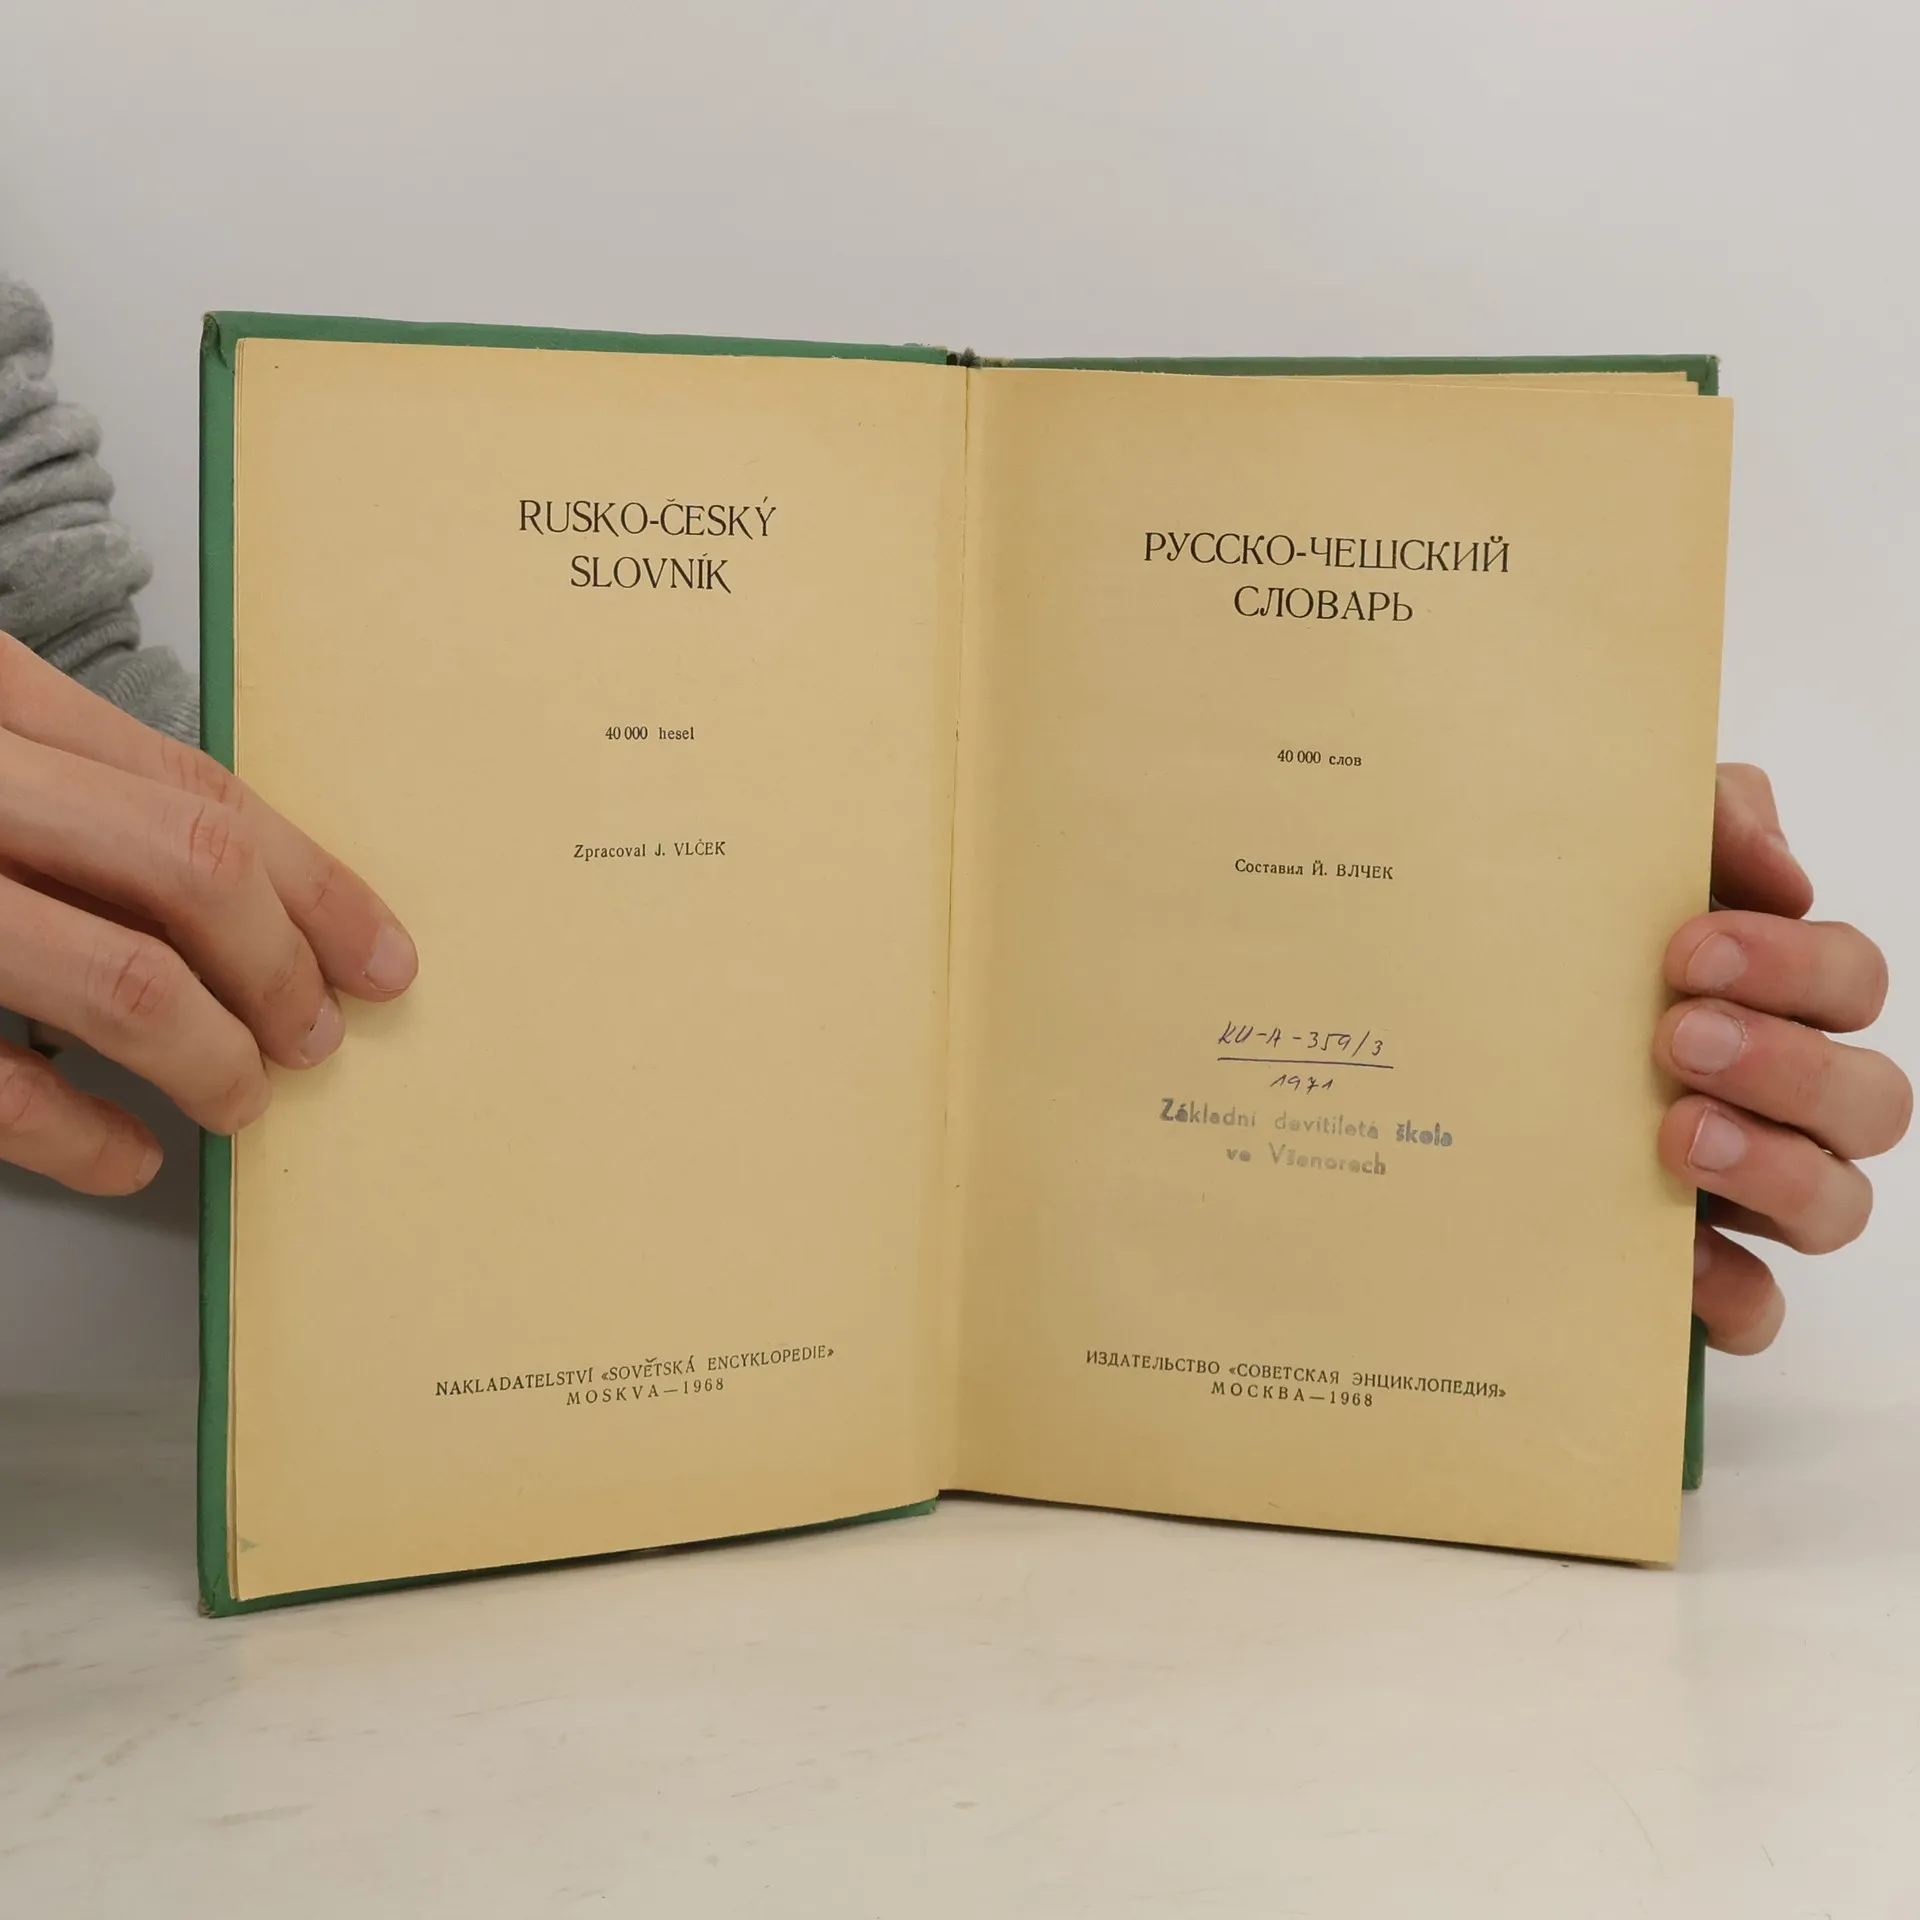 RUSKO-ČESKÝ
SLOVNÍK
40 000 hesel
Zpracoval J. VLČEK
NAKLADATELSTVÍ «SOVĚTSKÁ ENCYKLOPEDIE»
MOSKVA—1968
РУССКО-ЧЕШСКИЙ
СЛОВАРЬ
40 000 слов
Составил Й. ВЛЧЕК
KU-A-359/3
1971
Základní devítiletá škola
ve Všenorech
ИЗДАТЕЛЬСТВО «СОВЕТСКАЯ ЭНЦИКЛОПЕДИЯ»
МОСКВА—1968